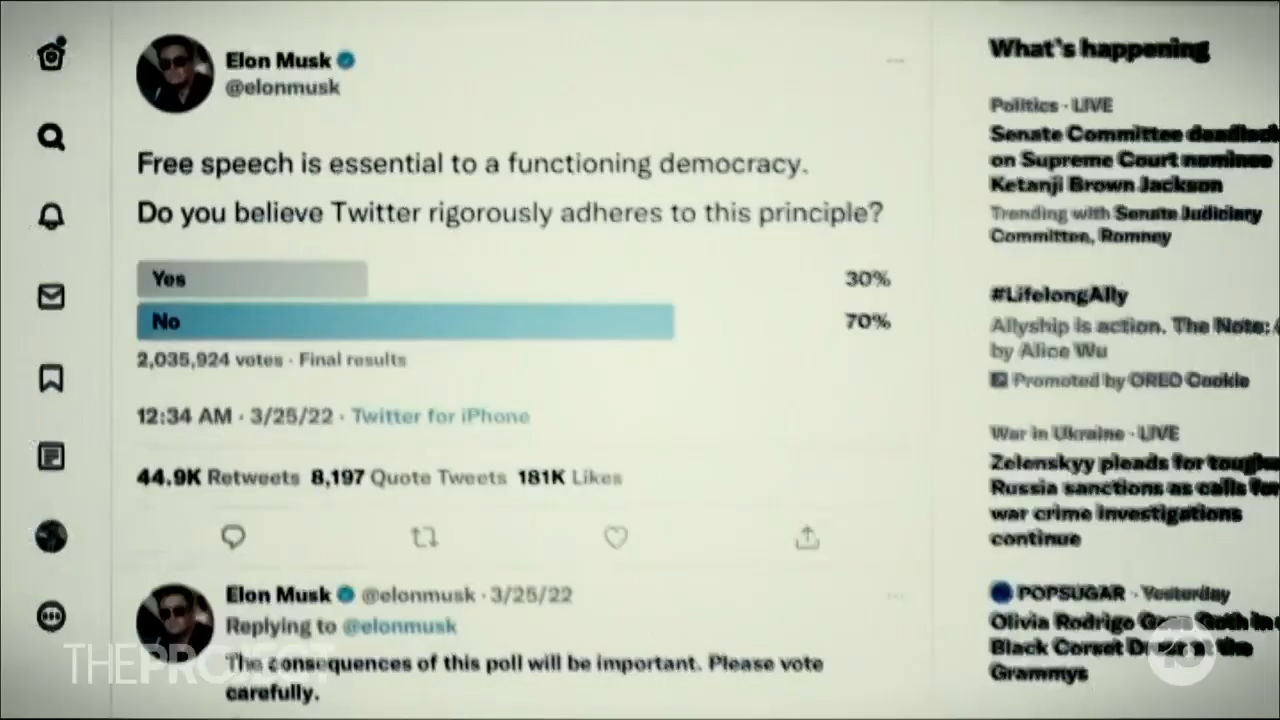 Elon Musk
@elonmusk
Free speech is essential to a functioning democracy.
Do you believe Twitter rigorously adheres to this principle?
Yes 30%
No 70%
2,035,924 votes · Final results
12:34 AM · 3/25/22 · Twitter for iPhone
44.9K Retweets 8,197 Quote Tweets 181K Likes
Elon Musk @elonmusk · 3/25/22
Replying to @elonmusk
The consequences of this poll will be important. Please vote
carefully.
What's happening
Politics · LIVE
Senate Committee
on Supreme Court nominee
Ketanji Brown Jackson
Trending with Senate Judiciary
Committee, Romney
#LifelongAlly
Allyship is action. The Note:
by Alice Wu
Promoted by OREO Cookie
War in Ukraine · LIVE
Zelenskyy pleads for
Russia sanctions as calls for
war crime investigations
continue
POPSUGAR · Yesterday
Olivia Rodrigo
Black Corset the
Grammys
THE PROJECT
10